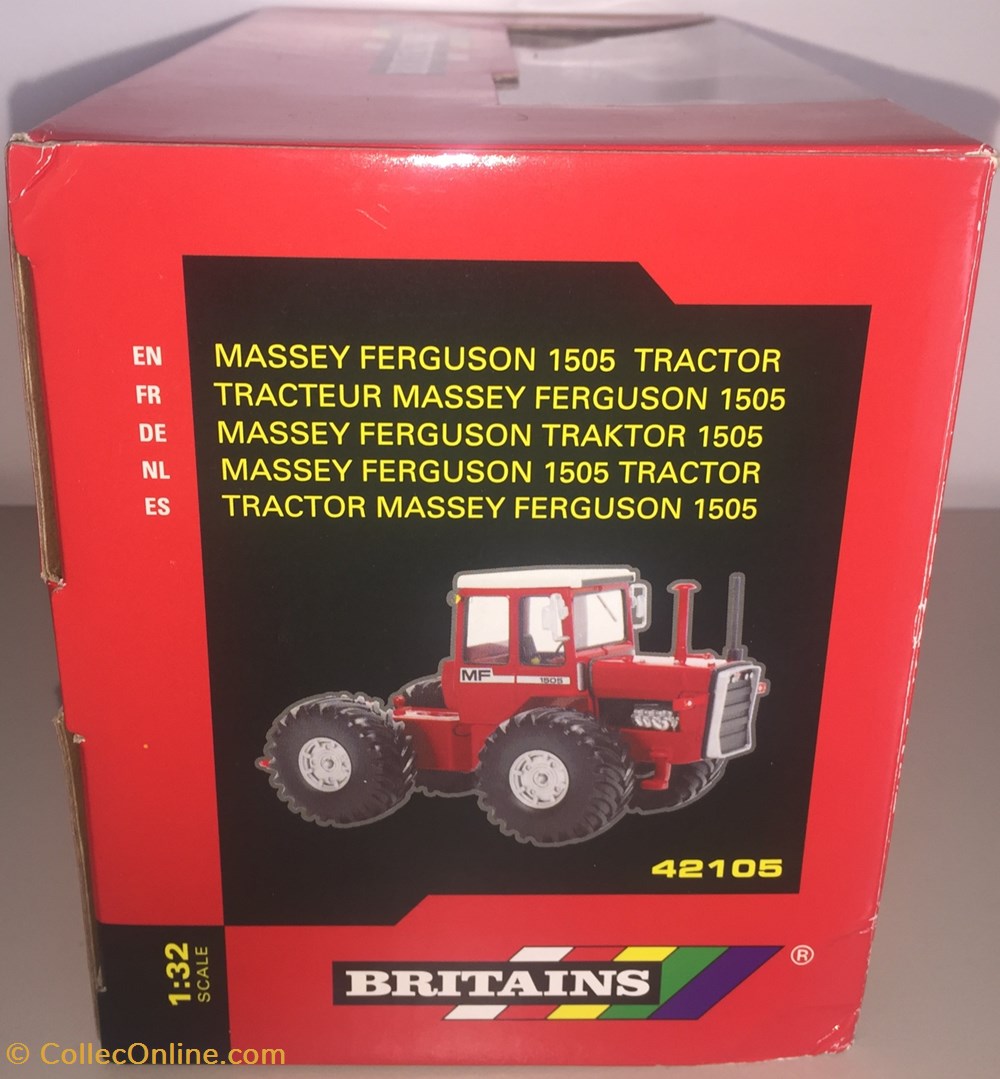 EN MASSEY FERGUSON 1505 TRACTOR
FR TRACTEUR MASSEY FERGUSON 1505
DE MASSEY FERGUSON TRAKTOR 1505
NL MASSEY FERGUSON 1505 TRACTOR
ES TRACTOR MASSEY FERGUSON 1505
MF 1505
42105
1:32
SCALE
BRITAINS ®
© CollecOnline.com